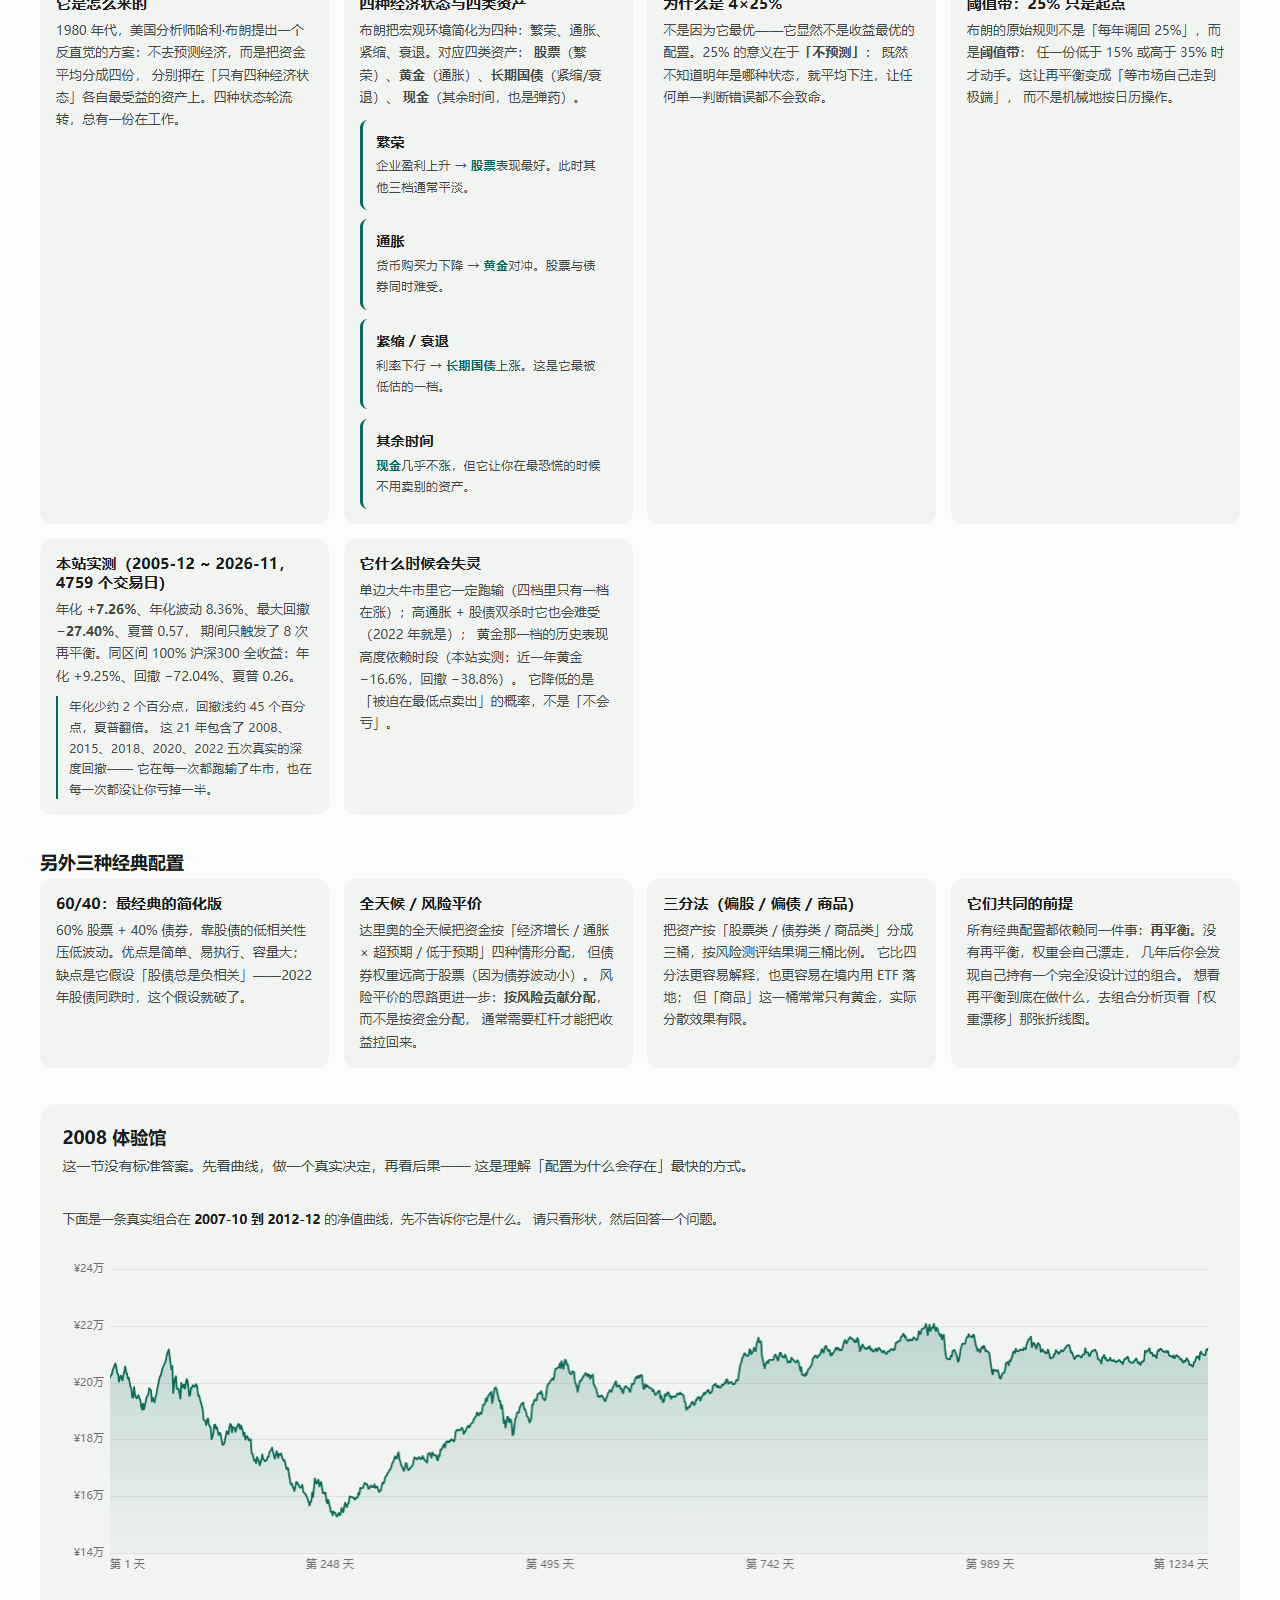 它是怎么来的
1980 年代，美国分析师哈利·布朗提出一个
反直觉的方案：不去预测经济，而是把资金
平均分成四份， 分别押在「只有四种经济状
态」各自最受益的资产上。四种状态轮流
转，总有一份在工作。
四种经济状态与四类资产
布朗把宏观环境简化为四种：繁荣、通胀、
紧缩、衰退。对应四类资产： 股票（繁
荣）、黄金（通胀）、长期国债（紧缩/衰
退）、 现金（其余时间，也是弹药）。
繁荣
企业盈利上升 → 股票表现最好。此时其
他三档通常平淡。
通胀
货币购买力下降 → 黄金对冲。股票与债
券同时难受。
紧缩 / 衰退
利率下行 → 长期国债上涨。这是它最被
低估的一档。
其余时间
现金几乎不涨，但它让你在最恐慌的时候
不用卖别的资产。
为什么是 4×25%
不是因为它最优——它显然不是收益最优的
配置。25% 的意义在于「不预测」： 既然
不知道明年是哪种状态，就平均下注，让任
何单一判断错误都不会致命。
阈值带：25% 只是起点
布朗的原始规则不是「每年调回 25%」，而
是阈值带： 任一份低于 15% 或高于 35% 时
才动手。这让再平衡变成「等市场自己走到
极端」， 而不是机械地按日历操作。
本站实测（2005-12 ~ 2026-11，
4759 个交易日）
年化 +7.26%、年化波动 8.36%、最大回撤
−27.40%、夏普 0.57， 期间只触发了 8 次
再平衡。同区间 100% 沪深300 全收益：年
化 +9.25%、回撤 −72.04%、夏普 0.26。
年化少约 2 个百分点，回撤浅约 45 个百分
点，夏普翻倍。 这 21 年包含了 2008、
2015、2018、2020、2022 五次真实的深
度回撤—— 它在每一次都跑输了牛市，也在
每一次都没让你亏掉一半。
它什么时候会失灵
单边大牛市里它一定跑输（四档里只有一档
在涨）； 高通胀 + 股债双杀时它也会难受
（2022 年就是）； 黄金那一档的历史表现
高度依赖时段（本站实测：近一年黄金
−16.6%，回撤 −38.8%）。 它降低的是
「被迫在最低点卖出」的概率，不是「不会
亏」。
另外三种经典配置
60/40：最经典的简化版
60% 股票 + 40% 债券，靠股债的低相关性
压低波动。优点是简单、易执行、容量大；
缺点是它假设「股债总是负相关」——2022
年股债同跌时，这个假设就破了。
全天候 / 风险平价
达里奥的全天候把资金按「经济增长 / 通胀
× 超预期 / 低于预期」四种情形分配， 但债
券权重远高于股票（因为债券波动小）。 风
险平价的思路更进一步：按风险贡献分配，
而不是按资金分配， 通常需要杠杆才能把收
益拉回来。
三分法（偏股 / 偏债 / 商品）
把资产按「股票类 / 债券类 / 商品类」分成
三桶，按风险测评结果调三桶比例。 它比四
分法更容易解释，也更容易在境内用 ETF 落
地； 但「商品」这一桶常常只有黄金，实际
分散效果有限。
它们共同的前提
所有经典配置都依赖同一件事：再平衡。没
有再平衡，权重会自己漂走， 几年后你会发
现自己持有一个完全没设计过的组合。 想看
再平衡到底在做什么，去组合分析页看「权
重漂移」那张折线图。
2008 体验馆
这一节没有标准答案。先看曲线，做一个真实决定，再看后果—— 这是理解「配置为什么会存在」最快的方式。
下面是一条真实组合在 2007-10 到 2012-12 的净值曲线，先不告诉你它是什么。 请只看形状，然后回答一个问题。
¥24万
¥22万
¥20万
¥18万
¥16万
¥14万
第 1 天
第 248 天
第 495 天
第 742 天
第 989 天
第 1234 天